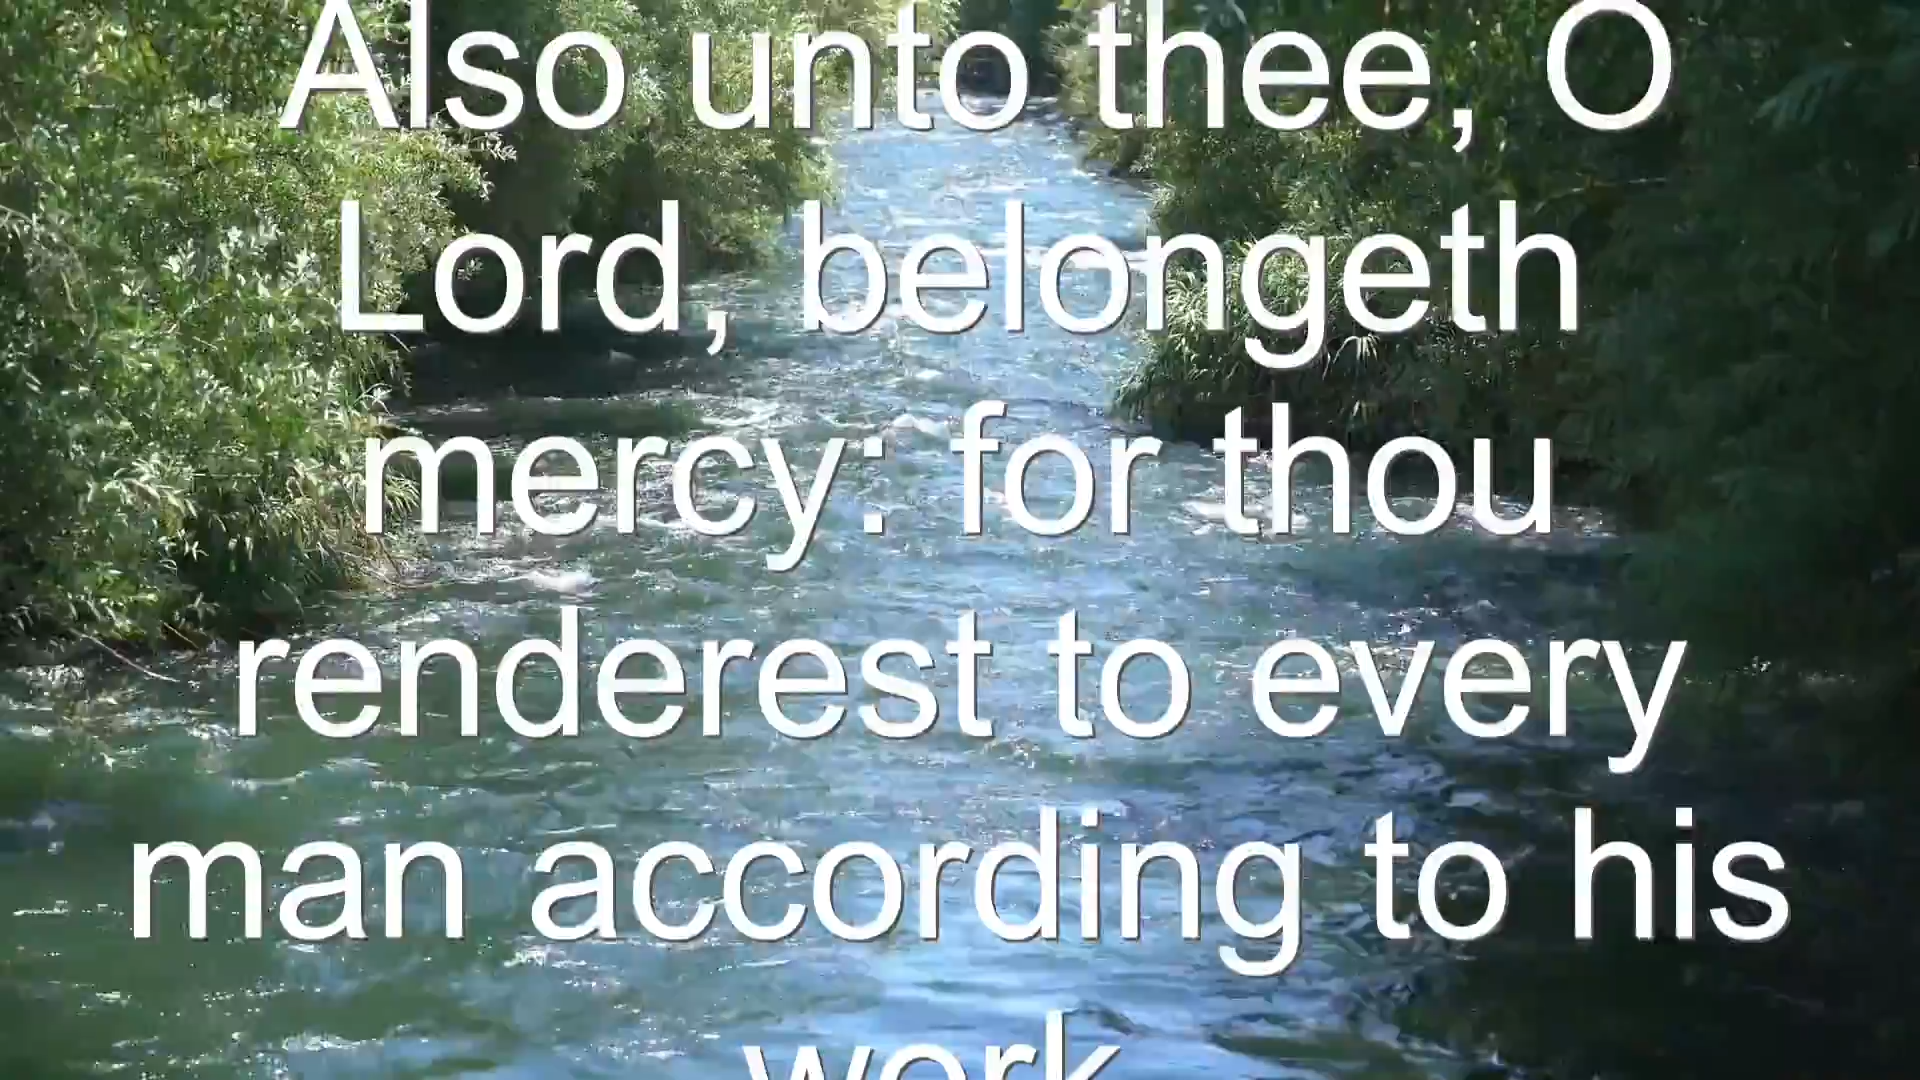 Also unto thee, O
Lord, belongeth
mercy: for thou
renderest to every
man according to his
work